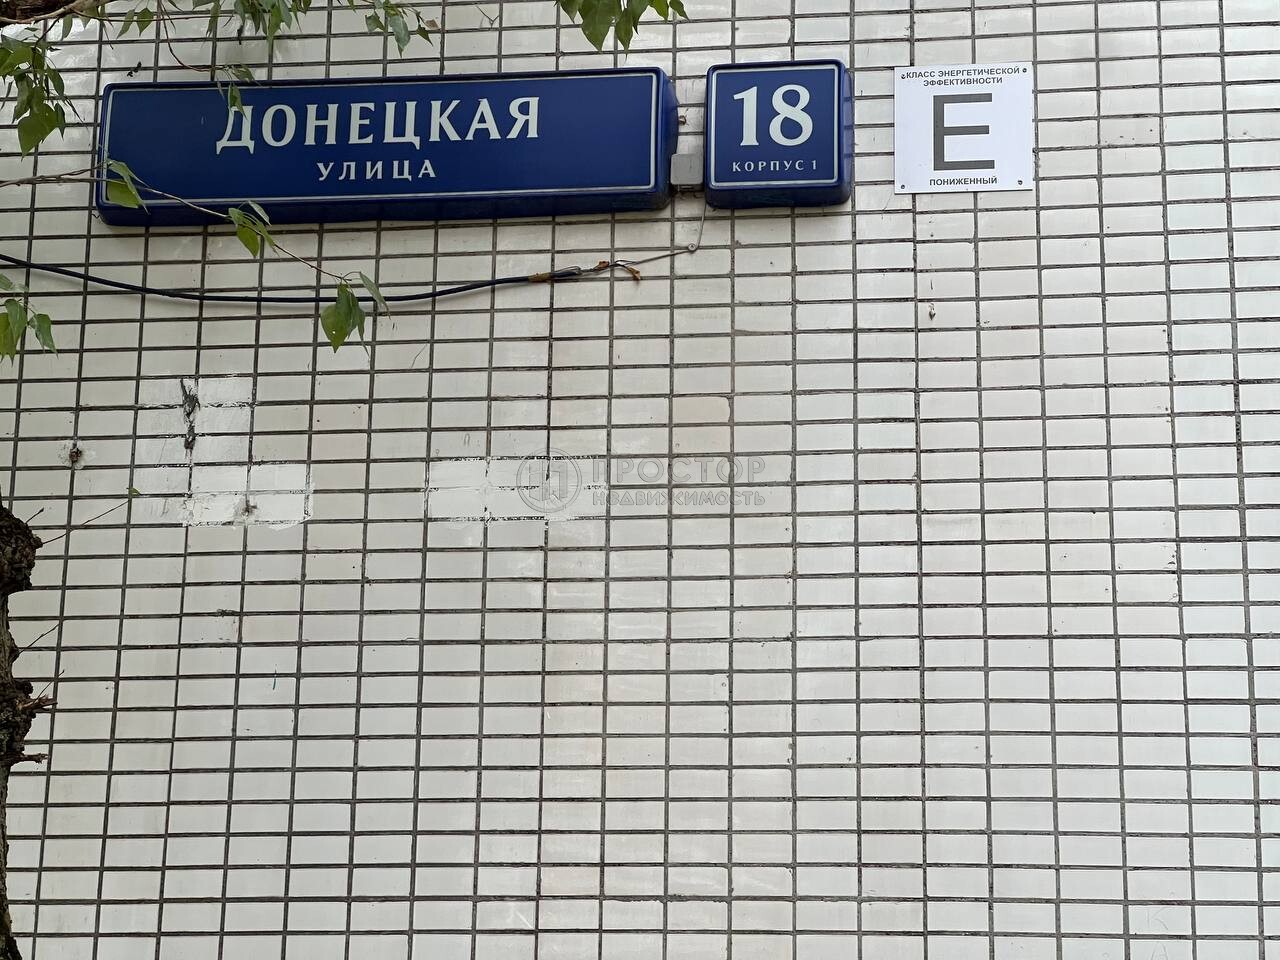 ДОНЕЦКАЯ
УЛИЦА
18
КОРПУС 1
КЛАСС ЭНЕРГЕТИЧЕСКОЙ
ЭФФЕКТИВНОСТИ
Е
ПОНИЖЕННЫЙ
ПРОСТОР
НЕДВИЖИМОСТЬ